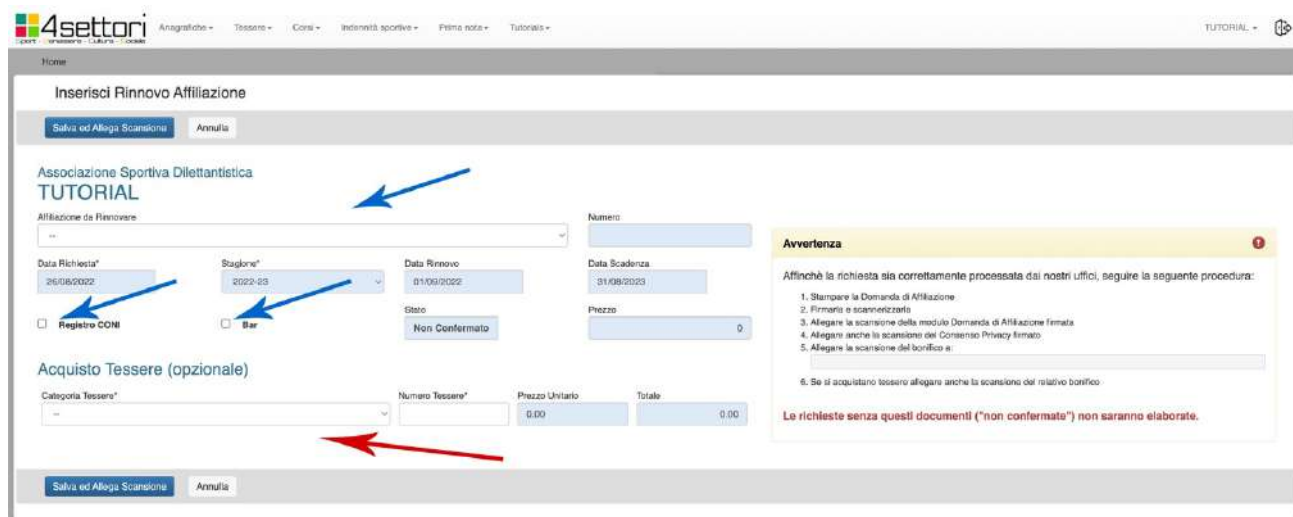 4settori
Sport - Benessere - Cultura - Sociale
Anagrafiche Tessere Corsi Indennità sportive Prima nota Tutorials
TUTORIAL
Home
Inserisci Rinnovo Affiliazione
Salva ed Allega Scansione Annulla
Associazione Sportiva Dilettantistica
TUTORIAL
Affiliazione da Rinnovare Numero
--
Data Richiesta* Stagione* Data Rinnovo Data Scadenza
26/08/2022 2022-23 01/09/2022 31/08/2023
Stato Prezzo
Registro CONI Bar Non Confermato 0
Acquisto Tessere (opzionale)
Categoria Tessere* Numero Tessere* Prezzo Unitario Totale
-- 0.00 0.00
Avvertenza
Affinchè la richiesta sia correttamente processata dai nostri uffici, seguire la seguente procedura:
1. Stampare la Domanda di Affiliazione
2. Firmarla e scannerizzarla
3. Allegare la scansione della modulo Domanda di Affiliazione firmata
4. Allegare anche la scansione del Consenso Privacy firmato
5. Allegare la scansione del bonifico a:
6. Se si acquistano tessere allegare anche la scansione del relativo bonifico
Le richieste senza questi documenti ("non confermate") non saranno elaborate.
Salva ed Allega Scansione Annulla